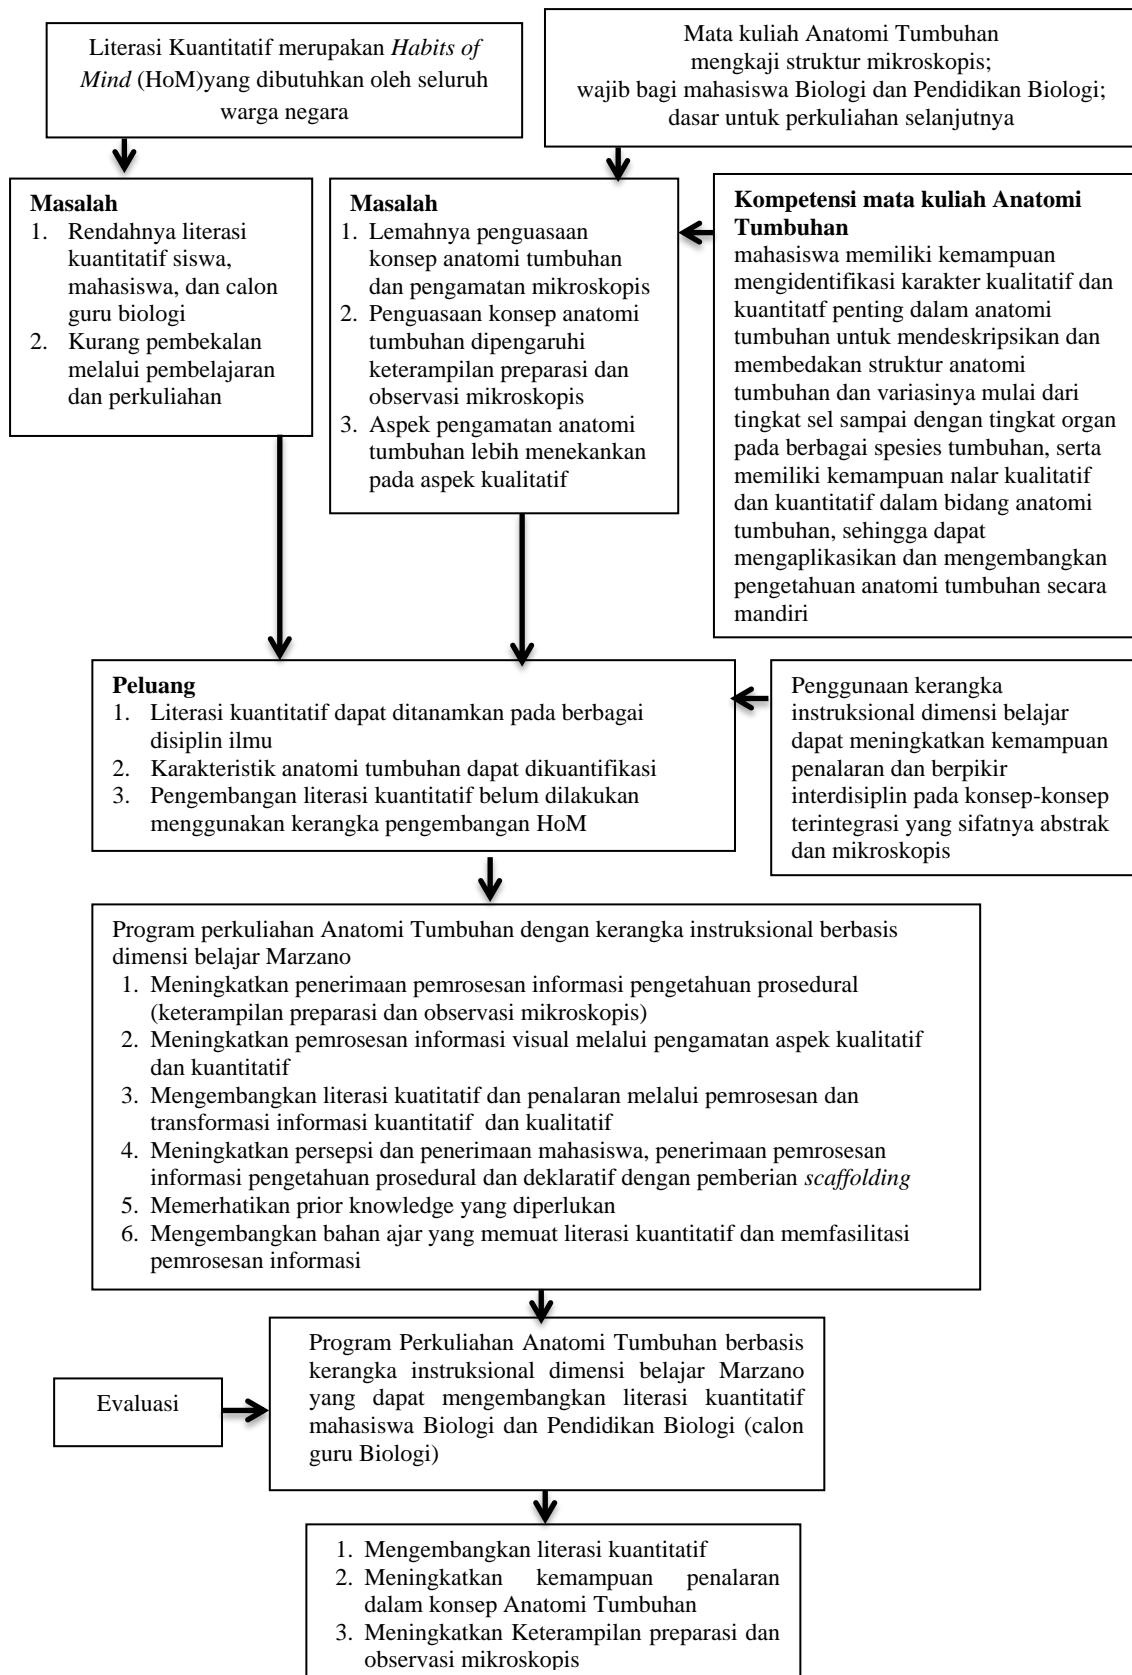 Literasi Kuantitatif merupakan Habits of
Mind (HoM)yang dibutuhkan oleh seluruh
warga negara
Mata kuliah Anatomi Tumbuhan
mengkaji struktur mikroskopis;
wajib bagi mahasiswa Biologi dan Pendidikan Biologi;
dasar untuk perkuliahan selanjutnya
Masalah
1. Rendahnya literasi
kuantitatif siswa,
mahasiswa, dan calon
guru biologi
2. Kurang pembekalan
melalui pembelajaran
dan perkuliahan
Masalah
1. Lemahnya penguasaan
konsep anatomi tumbuhan
dan pengamatan mikroskopis
2. Penguasaan konsep anatomi
tumbuhan dipengaruhi
keterampilan preparasi dan
observasi mikroskopis
3. Aspek pengamatan anatomi
tumbuhan lebih menekankan
pada aspek kualitatif
Kompetensi mata kuliah Anatomi
Tumbuhan
mahasiswa memiliki kemampuan
mengidentifikasi karakter kualitatif dan
kuantitatf penting dalam anatomi
tumbuhan untuk mendeskripsikan dan
membedakan struktur anatomi
tumbuhan dan variasinya mulai dari
tingkat sel sampai dengan tingkat organ
pada berbagai spesies tumbuhan, serta
memiliki kemampuan nalar kualitatif
dan kuantitatif dalam bidang anatomi
tumbuhan, sehingga dapat
mengaplikasikan dan mengembangkan
pengetahuan anatomi tumbuhan secara
mandiri
Peluang
1. Literasi kuantitatif dapat ditanamkan pada berbagai
disiplin ilmu
2. Karakteristik anatomi tumbuhan dapat dikuantifikasi
3. Pengembangan literasi kuantitatif belum dilakukan
menggunakan kerangka pengembangan HoM
Penggunaan kerangka
instruksional dimensi belajar
dapat meningkatkan kemampuan
penalaran dan berpikir
interdisiplin pada konsep-konsep
terintegrasi yang sifatnya abstrak
dan mikroskopis
Program perkuliahan Anatomi Tumbuhan dengan kerangka instruksional berbasis
dimensi belajar Marzano
1. Meningkatkan penerimaan pemrosesan informasi pengetahuan prosedural
(keterampilan preparasi dan observasi mikroskopis)
2. Meningkatkan pemrosesan informasi visual melalui pengamatan aspek kualitatif
dan kuantitatif
3. Mengembangkan literasi kuatitatif dan penalaran melalui pemrosesan dan
transformasi informasi kuantitatif dan kualitatif
4. Meningkatkan persepsi dan penerimaan mahasiswa, penerimaan pemrosesan
informasi pengetahuan prosedural dan deklaratif dengan pemberian scaffolding
5. Memerhatikan prior knowledge yang diperlukan
6. Mengembangkan bahan ajar yang memuat literasi kuantitatif dan memfasilitasi
pemrosesan informasi
Program Perkuliahan Anatomi Tumbuhan berbasis
kerangka instruksional dimensi belajar Marzano
yang dapat mengembangkan literasi kuantitatif
mahasiswa Biologi dan Pendidikan Biologi (calon
guru Biologi)
Evaluasi
1. Mengembangkan literasi kuantitatif
2. Meningkatkan kemampuan penalaran
dalam konsep Anatomi Tumbuhan
3. Meningkatkan Keterampilan preparasi dan
observasi mikroskopis